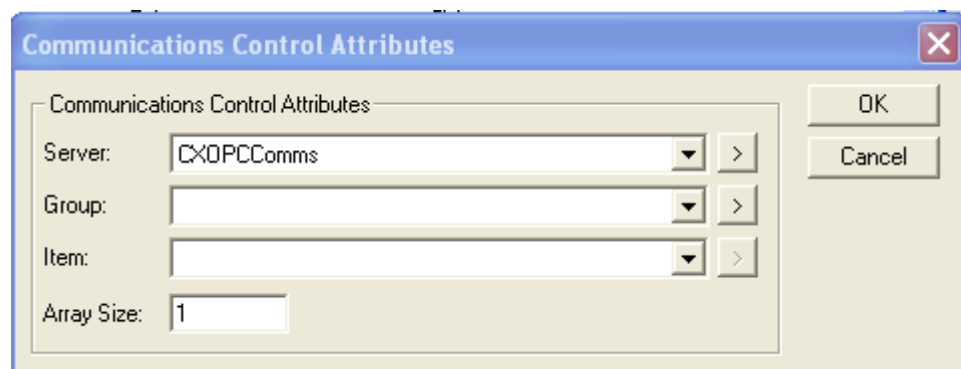 Communications Control Attributes
Communications Control Attributes
OK
Server:
CXOPCComms
>
Cancel
Group:
>
Item:
>
Array Size:
1